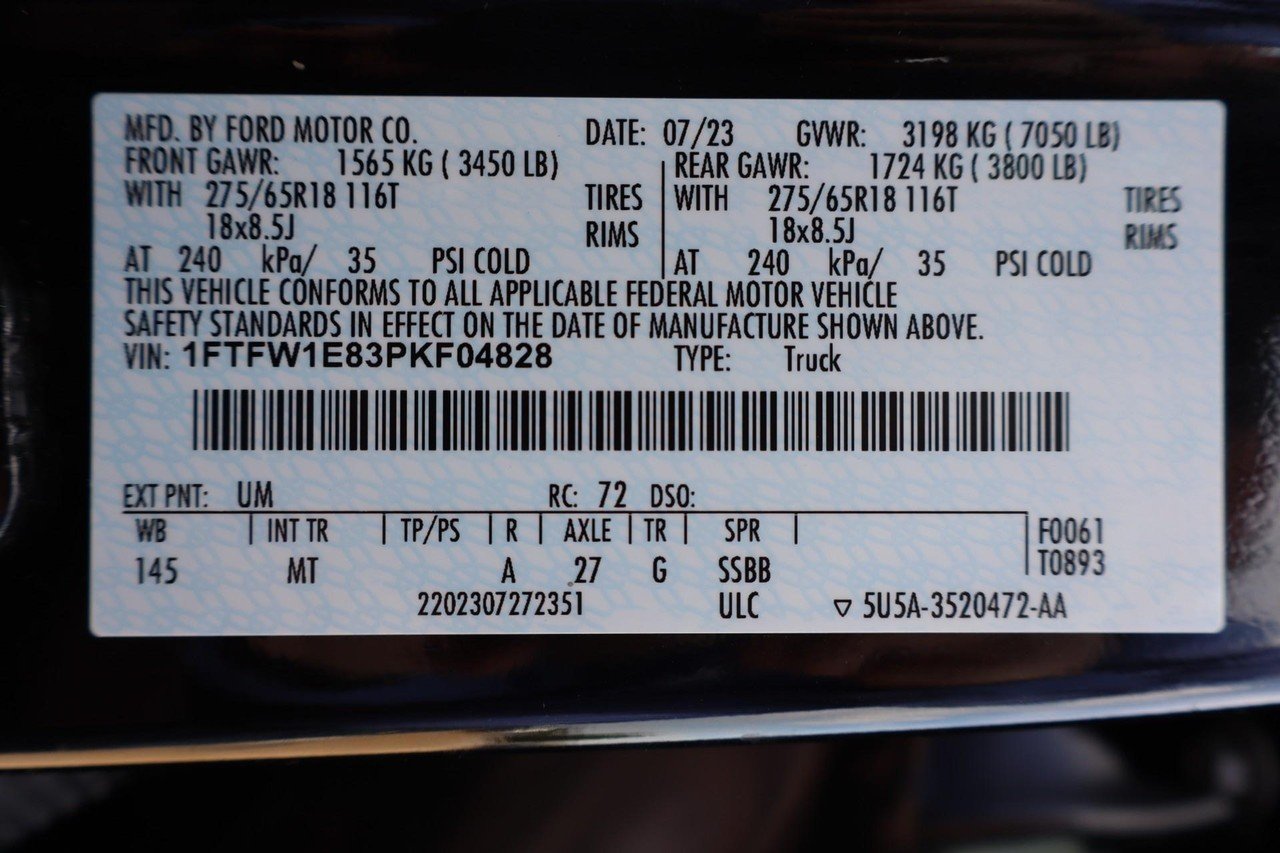 MFD. BY FORD MOTOR CO. DATE: 07/23 GVWR: 3198 KG ( 7050 LB)
FRONT GAWR: 1565 KG ( 3450 LB) REAR GAWR: 1724 KG ( 3800 LB)
WITH 275/65R18 116T TIRES WITH 275/65R18 116T TIRES
18x8.5J RIMS 18x8.5J RIMS
AT 240 kPa/ 35 PSI COLD AT 240 kPa/ 35 PSI COLD
THIS VEHICLE CONFORMS TO ALL APPLICABLE FEDERAL MOTOR VEHICLE
SAFETY STANDARDS IN EFFECT ON THE DATE OF MANUFACTURE SHOWN ABOVE.
VIN: 1FTFW1E83PKF04828 TYPE: Truck
EXT PNT: UM RC: 72 DSO:
WB INT TR TP/PS R AXLE TR SPR F0061
145 MT A 27 G SSBB T0893
2202307272351 ULC ▽ 5U5A-3520472-AA